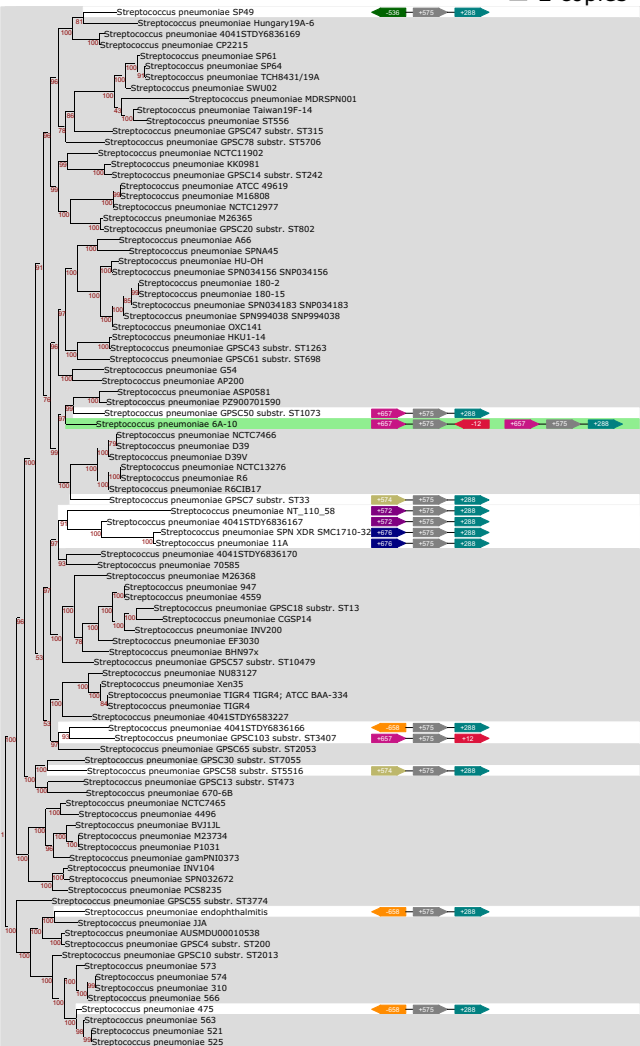 2 copies
Streptococcus pneumoniae SP49 -536 +575 +288
Streptococcus pneumoniae Hungary19A-6
Streptococcus pneumoniae 4041STDY6836169
Streptococcus pneumoniae CP2215
Streptococcus pneumoniae SP61
Streptococcus pneumoniae SP64
Streptococcus pneumoniae TCH8431/19A
Streptococcus pneumoniae SWU02
Streptococcus pneumoniae MDRSPN001
Streptococcus pneumoniae Taiwan19F-14
Streptococcus pneumoniae ST556
Streptococcus pneumoniae GPSC47 substr. ST315
Streptococcus pneumoniae GPSC78 substr. ST5706
Streptococcus pneumoniae NCTC11902
Streptococcus pneumoniae KK0981
Streptococcus pneumoniae GPSC14 substr. ST242
Streptococcus pneumoniae ATCC 49619
Streptococcus pneumoniae M16808
Streptococcus pneumoniae NCTC12977
Streptococcus pneumoniae M26365
Streptococcus pneumoniae GPSC20 substr. ST802
Streptococcus pneumoniae A66
Streptococcus pneumoniae SPNA45
Streptococcus pneumoniae HU-OH
Streptococcus pneumoniae SPN034156 SNP034156
Streptococcus pneumoniae 180-2
Streptococcus pneumoniae 180-15
Streptococcus pneumoniae SPN034183 SNP034183
Streptococcus pneumoniae SPN994038 SNP994038
Streptococcus pneumoniae OXC141
Streptococcus pneumoniae HKU1-14
Streptococcus pneumoniae GPSC43 substr. ST1263
Streptococcus pneumoniae GPSC61 substr. ST698
Streptococcus pneumoniae G54
Streptococcus pneumoniae AP200
Streptococcus pneumoniae ASP0581
Streptococcus pneumoniae PZ900701590
Streptococcus pneumoniae GPSC50 substr. ST1073 +657 +575 +288
Streptococcus pneumoniae 6A-10 +657 +575 -12 +657 +575 +288
Streptococcus pneumoniae NCTC7466
Streptococcus pneumoniae D39
Streptococcus pneumoniae D39V
Streptococcus pneumoniae NCTC13276
Streptococcus pneumoniae R6
Streptococcus pneumoniae R6CIB17
Streptococcus pneumoniae GPSC7 substr. ST33 +574 +575 +288
Streptococcus pneumoniae NT_110_58 +572 +575 +288
Streptococcus pneumoniae 4041STDY6836167 +572 +575 +288
Streptococcus pneumoniae SPN XDR SMC1710-32 +676 +575 +288
Streptococcus pneumoniae 11A +676 +575 +288
Streptococcus pneumoniae 4041STDY6836170
Streptococcus pneumoniae 70585
Streptococcus pneumoniae M26368
Streptococcus pneumoniae 947
Streptococcus pneumoniae 4559
Streptococcus pneumoniae GPSC18 substr. ST13
Streptococcus pneumoniae CGSP14
Streptococcus pneumoniae INV200
Streptococcus pneumoniae EF3030
Streptococcus pneumoniae BHN97x
Streptococcus pneumoniae GPSC57 substr. ST10479
Streptococcus pneumoniae NU83127
Streptococcus pneumoniae Xen35
Streptococcus pneumoniae TIGR4 TIGR4; ATCC BAA-334
Streptococcus pneumoniae TIGR4
Streptococcus pneumoniae 4041STDY6583227
Streptococcus pneumoniae 4041STDY6836166 -658 +575 +288
Streptococcus pneumoniae GPSC103 substr. ST3407 +657 +575 +12
Streptococcus pneumoniae GPSC65 substr. ST2053
Streptococcus pneumoniae GPSC30 substr. ST7055
Streptococcus pneumoniae GPSC58 substr. ST5516 +574 +575 +288
Streptococcus pneumoniae GPSC13 substr. ST473
Streptococcus pneumoniae 670-6B
Streptococcus pneumoniae NCTC7465
Streptococcus pneumoniae 4496
Streptococcus pneumoniae BVJ1JL
Streptococcus pneumoniae M23734
Streptococcus pneumoniae P1031
Streptococcus pneumoniae gamPNI0373
Streptococcus pneumoniae INV104
Streptococcus pneumoniae SPN032672
Streptococcus pneumoniae PCS8235
Streptococcus pneumoniae GPSC55 substr. ST3774
Streptococcus pneumoniae endophthalmitis -658 +575 +288
Streptococcus pneumoniae JJA
Streptococcus pneumoniae AUSMDU00010538
Streptococcus pneumoniae GPSC4 substr. ST200
Streptococcus pneumoniae GPSC10 substr. ST2013
Streptococcus pneumoniae 573
Streptococcus pneumoniae 574
Streptococcus pneumoniae 310
Streptococcus pneumoniae 566
Streptococcus pneumoniae 475 -658 +575 +288
Streptococcus pneumoniae 563
Streptococcus pneumoniae 521
Streptococcus pneumoniae 525